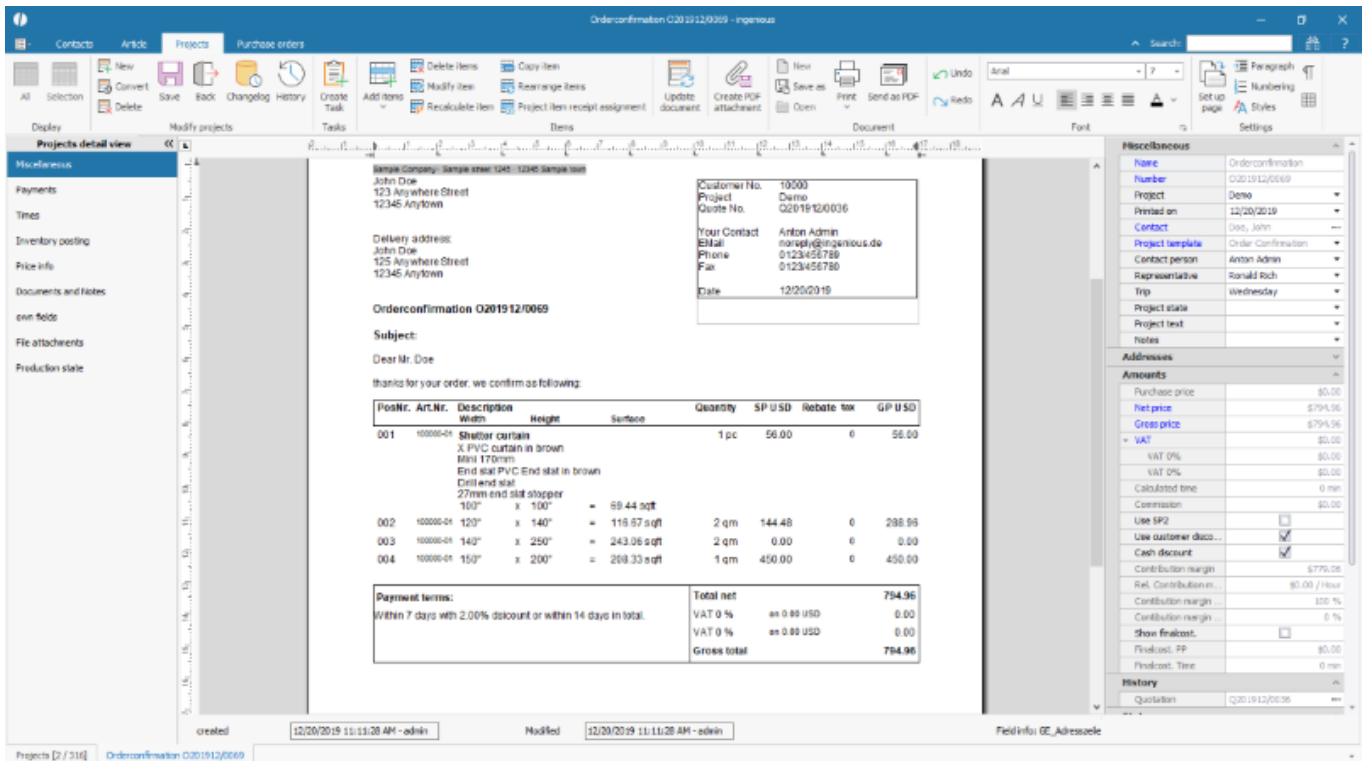 Orderconfirmation O201912/0069 - ingenious
Contacts Article Projects Purchase orders Search: ?
All Selection New Convert Delete Save Back Changelog History Create Task Add items Delete items Modify item Recalculate item Copy item Rearrange items Project item receipt assignment Update document Create PDF attachment New Save as Open Print Send as PDF Undo Redo Arial 7 A A U A Set up page Paragraph Numbering Styles
Display Modify projects Tasks Items Document Font Settings
Projects detail view
Miscellaneous
Payments
Times
Inventory posting
Price info
Documents and Notes
own fields
File attachments
Production state
Sample Company - Sample street 1245 - 12345 Sample town
John Doe
123 Anywhere Street
12345 Anytown
Delivery address:
John Doe
125 Anywhere Street
12345 Anytown
Customer No. 10000
Project Demo
Quote No. Q201912/0036
Your Contact Anton Admin
EMail noreply@ingenious.de
Phone 0123/456789
Fax 0123/456780
Date 12/20/2019
Orderconfirmation O201912/0069
Subject:
Dear Mr. Doe
thanks for your order, we confirm as following:
PosNr. Art.Nr. Description Quantity SP USD Rebate tax GP USD
Width Height Surface
001 100000-01 Shutter curtain 1 pc 56.00 0 56.00
X PVC curtain in brown
Mini 170mm
End slat PVC End slat in brown
Drill end slat
27mm end slat stopper
100" x 100" = 69.44 sqft
002 100000-01 120" x 140" = 116.67 sqft 2 qm 144.48 0 288.96
003 100000-01 140" x 250" = 243.06 sqft 2 qm 0.00 0 0.00
004 100000-01 150" x 200" = 208.33 sqft 1 qm 450.00 0 450.00
Payment terms:
Within 7 days with 2.00% dsicount or within 14 days in total.
Total net 794.96
VAT 0 % on 0.00 USD 0.00
VAT 0 % on 0.00 USD 0.00
Gross total 794.96
Miscellaneous
Name Orderconfirmation
Number O201912/0069
Project Demo
Printed on 12/20/2019
Contact Doe, John
Project template Order Confirmation
Contact person Anton Admin
Representative Ronald Rich
Trip Wednesday
Project state
Project text
Notes
Addresses
Amounts
Purchase price $0.00
Net price $794.96
Gross price $794.96
VAT $0.00
VAT 0% $0.00
VAT 0% $0.00
Calculated time 0 min
Commission $0.00
Use SP2
Use customer disco...
Cash discount
Contribution margin $779.06
Rel. Contribution m... $0.00 / Hour
Contibution margin ... 100 %
Contibution margin ... 0 %
Show finalcost.
Finalcost. PP $0.00
Finalcost. Time 0 min
History
Quotation Q201912/0036
created 12/20/2019 11:11:28 AM - admin Modified 12/20/2019 11:11:28 AM - admin Field info: GE_Adresszeile
Projects [2 / 316] Orderconfirmation O201912/0069